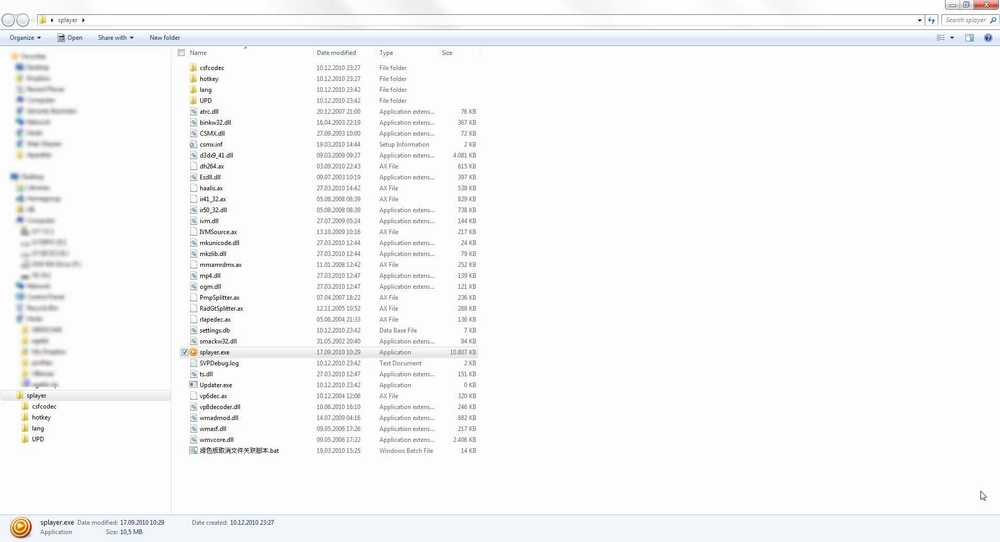 splayer
Search splayer
Organize
Open
Share with
New folder
Name Date modified Type Size
csfcodec 10.12.2010 23:27 File folder
hotkey 10.12.2010 23:27 File folder
lang 10.12.2010 23:42 File folder
UPD 10.12.2010 23:42 File folder
atrc.dll 20.12.2007 21:00 Application extens... 76 KB
binkw32.dll 16.04.2003 22:19 Application extens... 367 KB
CSMX.dll 27.09.2003 10:00 Application extens... 72 KB
csmx.inf 19.03.2010 14:44 Setup Information 2 KB
d3dx9_41.dll 09.03.2009 09:27 Application extens... 4.081 KB
dh264.ax 03.09.2010 22:43 AX File 615 KB
Esdll.dll 09.07.2003 10:19 Application extens... 397 KB
haalis.ax 27.03.2010 14:42 AX File 528 KB
ir41_32.ax 05.08.2008 08:39 AX File 829 KB
ir50_32.dll 05.08.2008 08:39 Application extens... 738 KB
ivm.dll 27.07.2009 05:24 Application extens... 144 KB
IVMSource.ax 13.10.2009 10:16 AX File 217 KB
mkunicode.dll 27.03.2010 12:44 Application extens... 24 KB
mkzlib.dll 27.03.2010 12:44 Application extens... 79 KB
mmamrdmx.ax 11.01.2008 12:42 AX File 252 KB
mp4.dll 27.03.2010 12:47 Application extens... 139 KB
ogm.dll 27.03.2010 12:47 Application extens... 121 KB
PmpSplitter.ax 07.04.2007 18:22 AX File 236 KB
RadGtSplitter.ax 12.11.2005 10:52 AX File 268 KB
rlapedec.ax 05.06.2004 21:33 AX File 136 KB
settings.db 10.12.2010 23:42 Data Base File 7 KB
smackw32.dll 31.05.2002 20:40 Application extens... 94 KB
splayer.exe 17.09.2010 10:29 Application 10.807 KB
SVPDebug.log 10.12.2010 23:42 Text Document 2 KB
ts.dll 27.03.2010 12:47 Application extens... 151 KB
Updater.exe 10.12.2010 23:42 Application 0 KB
vp6dec.ax 10.12.2004 12:08 AX File 120 KB
vp8decoder.dll 10.06.2010 16:10 Application extens... 246 KB
wmadmod.dll 14.07.2009 04:16 Application extens... 882 KB
wmasf.dll 09.05.2006 17:26 Application extens... 217 KB
wmvcore.dll 09.05.2006 17:22 Application extens... 2.406 KB
绿色版取消文件关联脚本.bat 19.03.2010 15:25 Windows Batch File 14 KB
splayer
csfcodec
hotkey
lang
UPD
splayer.exe Date modified: 17.09.2010 10:29 Date created: 10.12.2010 23:27
Application Size: 10,5 MB